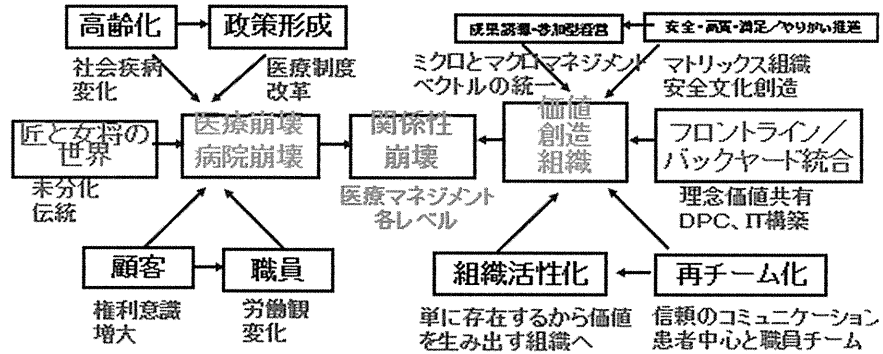 高齢化
政策形成
成果誘導・参加型経営
安全・高質・満足／やりがい推進
社会疾病
変化
医療制度
改革
ミクロとマクロマネジメント
ベクトルの統一
マトリックス組織
安全文化創造
匠と女将の
世界
医療崩壊
病院崩壊
関係性
崩壊
価値
創造
組織
フロントライン／
バックヤード統合
未分化
伝統
医療マネジメント
各レベル
理念価値共有
DPC、IT構築
顧客
職員
組織活性化
再チーム化
権利意識
増大
労働観
変化
単に存在するから価値
を生み出す組織へ
信頼のコミュニケーション
患者中心と職員チーム